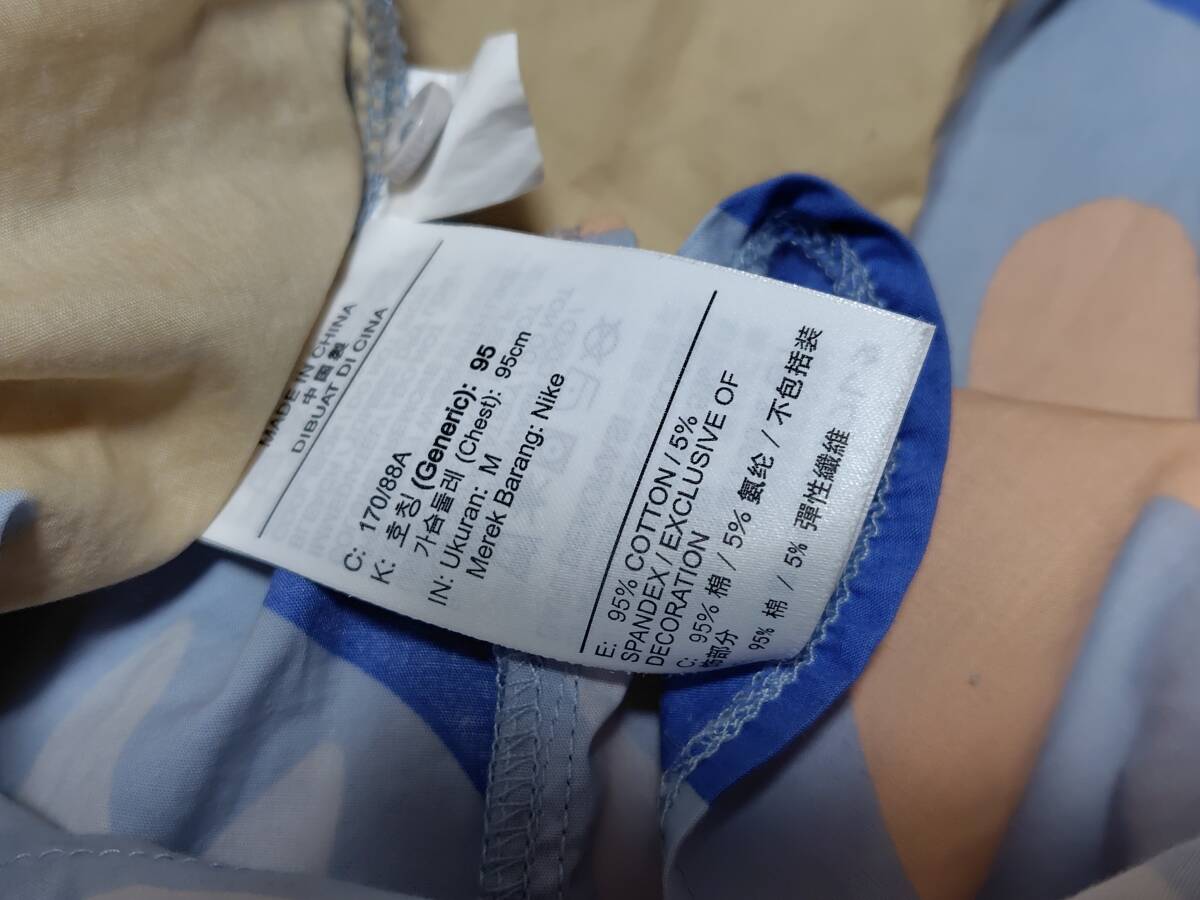 MADE IN CHINA
中国製
DIBUAT DI CINA
C: 170/88A
K: 호칭 (Generic): 95
가슴둘레 (Chest): 95cm
IN: Ukuran: M
Merek Barang: Nike
E: 95% COTTON / 5%
SPANDEX / EXCLUSIVE OF
DECORATION
C: 95% 棉 / 5% 氨纶 / 不包括装
饰部分
95% 棉 / 5% 彈性纖維